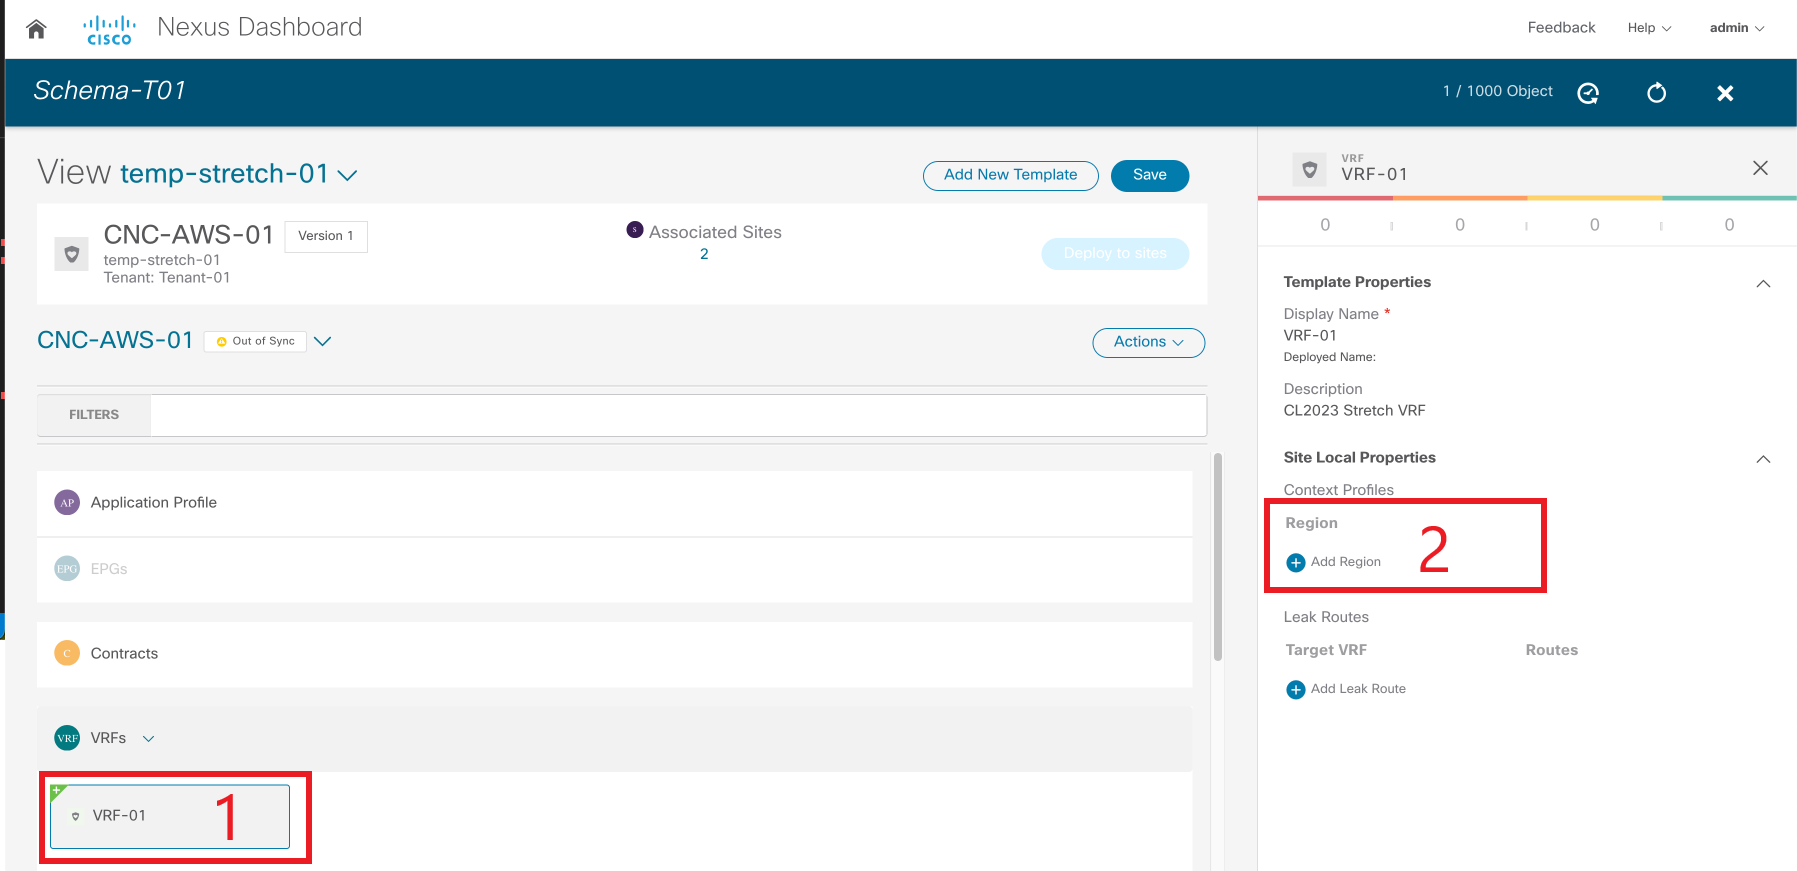 cisco
Nexus Dashboard
Feedback
Help
admin
Schema-T01
1 / 1000 Object
View temp-stretch-01
Add New Template
Save
CNC-AWS-01
Version 1
temp-stretch-01
Tenant: Tenant-01
S
Associated Sites
2
Deploy to sites
CNC-AWS-01
Out of Sync
Actions
FILTERS
AP
Application Profile
EPG
EPGs
C
Contracts
VRF
VRFs
VRF-01
1
VRF
VRF-01
0
0
0
0
Template Properties
Display Name *
VRF-01
Deployed Name:
Description
CL2023 Stretch VRF
Site Local Properties
Context Profiles
Region
Add Region
2
Leak Routes
Target VRF
Routes
Add Leak Route